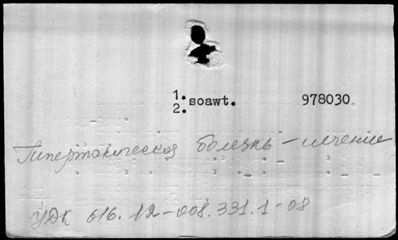 1. soawt. 978030
2.
Гипертоническая болезнь - лечение
УДК 616.12-008.331.1-08